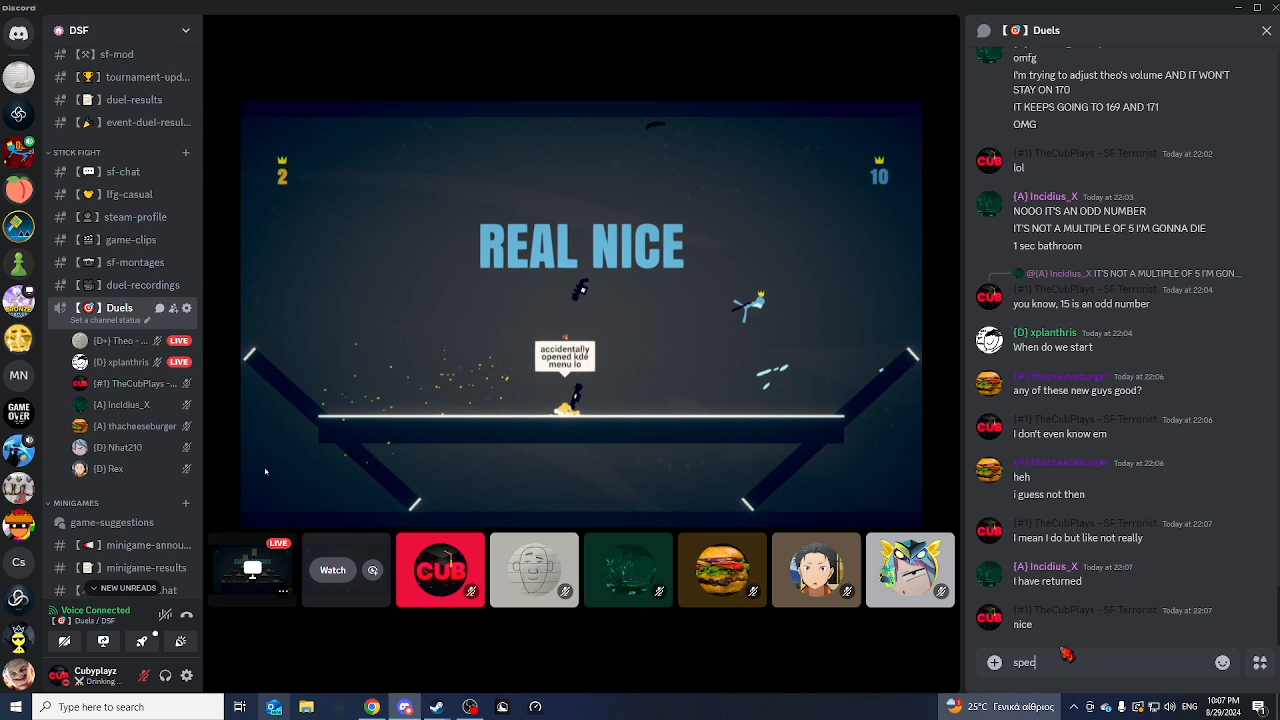 Discord
DSF
sf-mod
event-and-mess-upd...
duel-results
event-duel-resul...
STICK FIGHT
sf-chat
lfg-casual
steam-profile
game-clips
sf-montages
duel-recordings
Duels
Set a channel status
{D+} Theo - ...
LIVE
{D} xplanthris
LIVE
{#1} TheCubPlays - ...
{A} Incidius_X
{A} thacheeseburger
{D} NhatZ
{D} Rex
MINIGAMES
game-suggestions
minigame-annou...
NEW UNREADS
Voice Connected
Duels
Cubyplayz
Drinking....
MN
GAME OVER
Cs
2
10
REAL NICE
accidentally
opened kde
menu lo
LIVE
Watch
CUB
Duels
omfg
I'm trying to adjust theo's volume AND IT WON'T
STAY ON 170
IT KEEPS GOING TO 169 AND 171
OMG
{#1} TheCubPlays - SF Terrorist Today at 22:02
lol
{A} Incidius_X Today at 22:03
NOOO IT'S AN ODD NUMBER
IT'S NOT A MULTIPLE OF 5 I'M GONNA DIE
1 sec bathroom
@{A} Incidius_X IT'S NOT A MULTIPLE OF 5 I'M GON...
{#1} TheCubPlays - SF Terrorist Today at 22:04
you know, 15 is an odd number
{D} xplanthris Today at 22:04
When do we start
{A} thacheeseburger Today at 22:06
any of these new guys good?
{#1} TheCubPlays - SF Terrorist Today at 22:06
I don't even know em
{A} thacheeseburger Today at 22:06
heh
i guess not then
{#1} TheCubPlays - SF Terrorist Today at 22:07
I mean I do but like not really
{A} Incidius_X Today at 22:07
I have returned
{#1} TheCubPlays - SF Terrorist Today at 22:07
nice
sped
Type here to search
25°C Cloudy
ENG
10:07 PM
8/29/2024